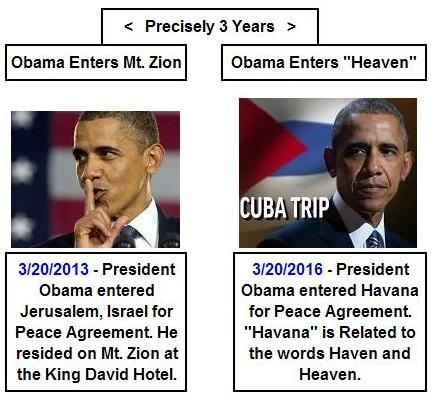 < Precisely 3 Years >
Obama Enters Mt. Zion
Obama Enters "Heaven"
CUBA TRIP
3/20/2013 - President
Obama entered
Jerusalem, Israel for
Peace Agreement. He
resided on Mt. Zion at
the King David Hotel.
3/20/2016 - President
Obama entered Havana
for Peace Agreement.
"Havana" is Related to
the words Haven and
Heaven.